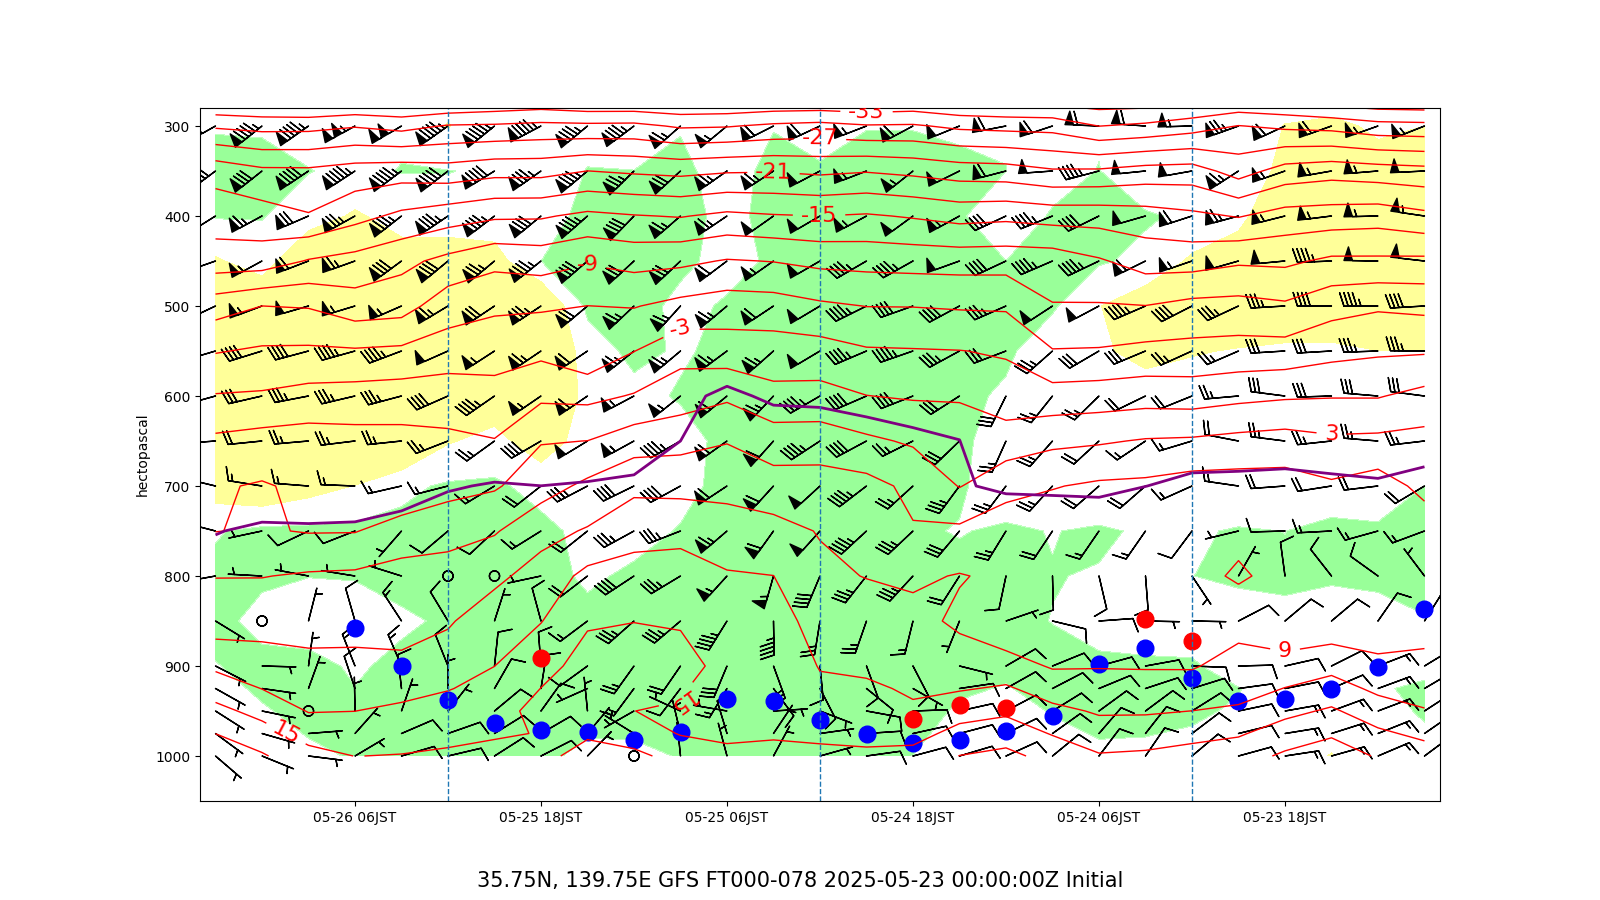 -33
300
-27
-21
400
-15
-9
500
-3
hectopascal
600
3
700
800
9
900
15
15
1000
05-26 06JST
05-25 18JST
05-25 06JST
05-24 18JST
05-24 06JST
05-23 18JST
35.75N, 139.75E GFS FT000-078 2025-05-23 00:00:00Z Initial